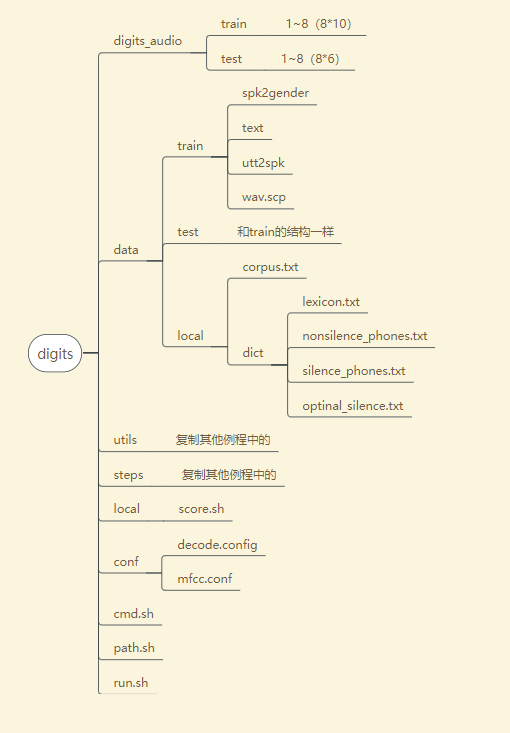 digits
digits_audio
train
1~8（8*10）
test
1~8（8*6）
data
train
spk2gender
text
utt2spk
wav.scp
test
和train的结构一样
local
corpus.txt
dict
lexicon.txt
nonsilence_phones.txt
silence_phones.txt
optinal_silence.txt
utils
复制其他例程中的
steps
复制其他例程中的
local
score.sh
conf
decode.config
mfcc.conf
cmd.sh
path.sh
run.sh